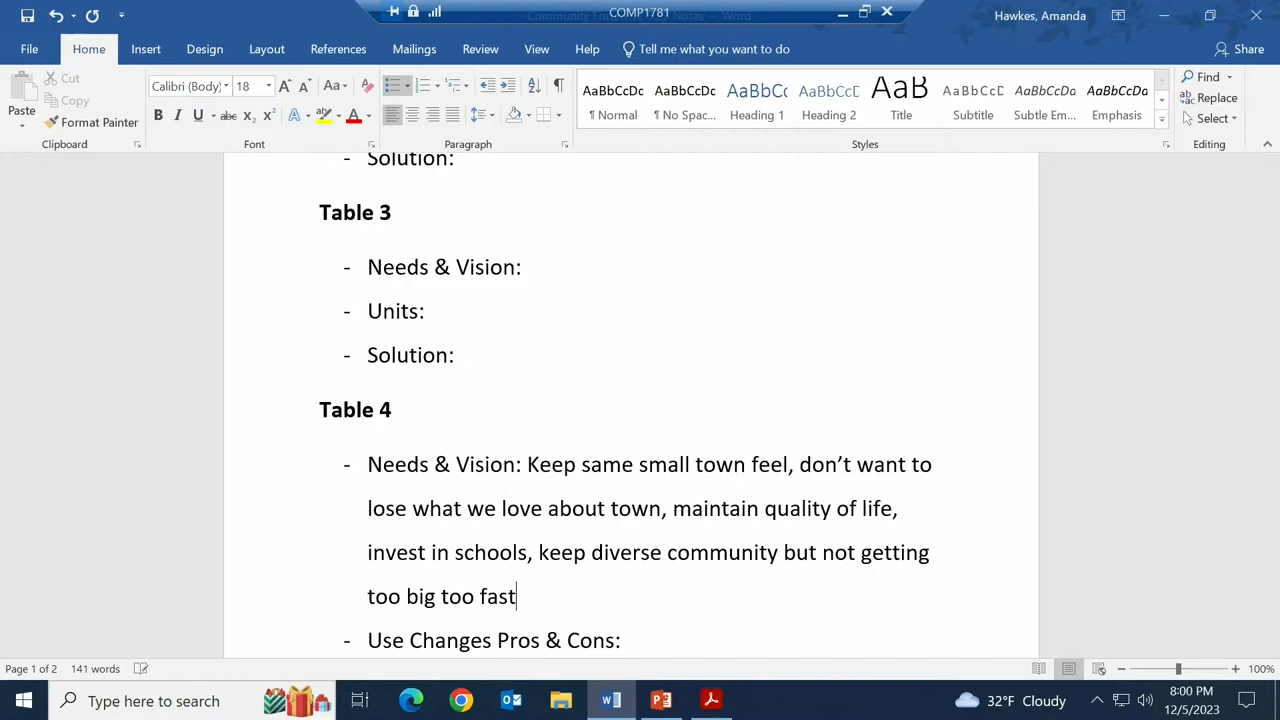 COMP1781
Hawkes, Amanda
File Home Insert Design Layout References Mailings Review View Help Tell me what you want to do Share
Paste Cut Copy Format Painter
Calibri (Body) 18
AaBbCcDc AaBbCcDc AaBbCc AaBbCcD AaB AaBbCcD AaBbCcDa AaBbCcDa
¶ Normal ¶ No Spac... Heading 1 Heading 2 Title Subtitle Subtle Em... Emphasis
Find Replace Select
Clipboard Font Paragraph Styles Editing
- Solution:
Table 3
- Needs & Vision:
- Units:
- Solution:
Table 4
- Needs & Vision: Keep same small town feel, don’t want to
lose what we love about town, maintain quality of life,
invest in schools, keep diverse community but not getting
too big too fast
- Use Changes Pros & Cons:
Page 1 of 2 141 words 100%
Type here to search
32°F Cloudy
8:00 PM
12/5/2023